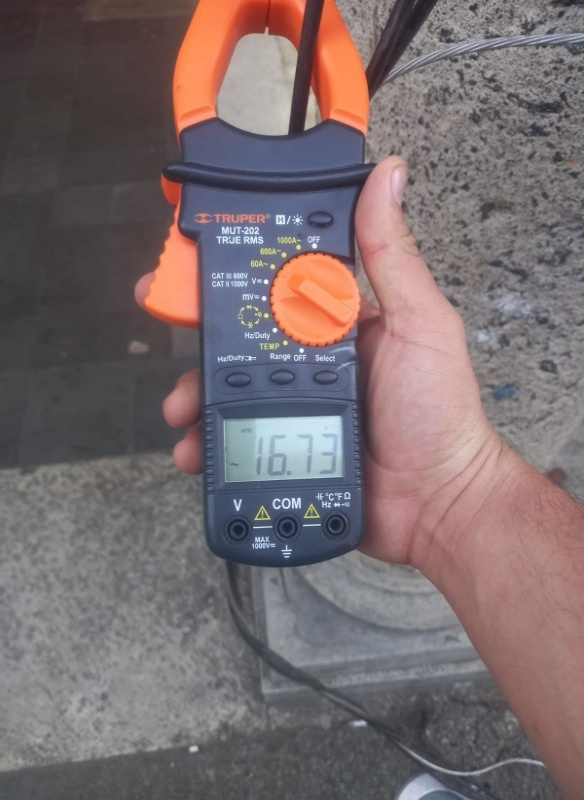 TRUPER® H/☀
MUT-202
TRUE RMS
1000A~ OFF
600A~
60A~
CAT III 600V
CAT II 1000V
V≂
mV≂
Hz/Duty
TEMP
Hz/Duty Range OFF Select
16.73
~
V COM °C°F Ω
Hz
MAX
1000V≂